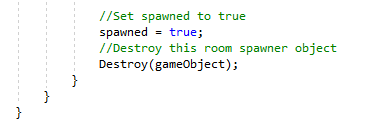 //Set spawned to true
spawned = true;
//Destroy this room spawner object
Destroy(gameObject);
}
}
}